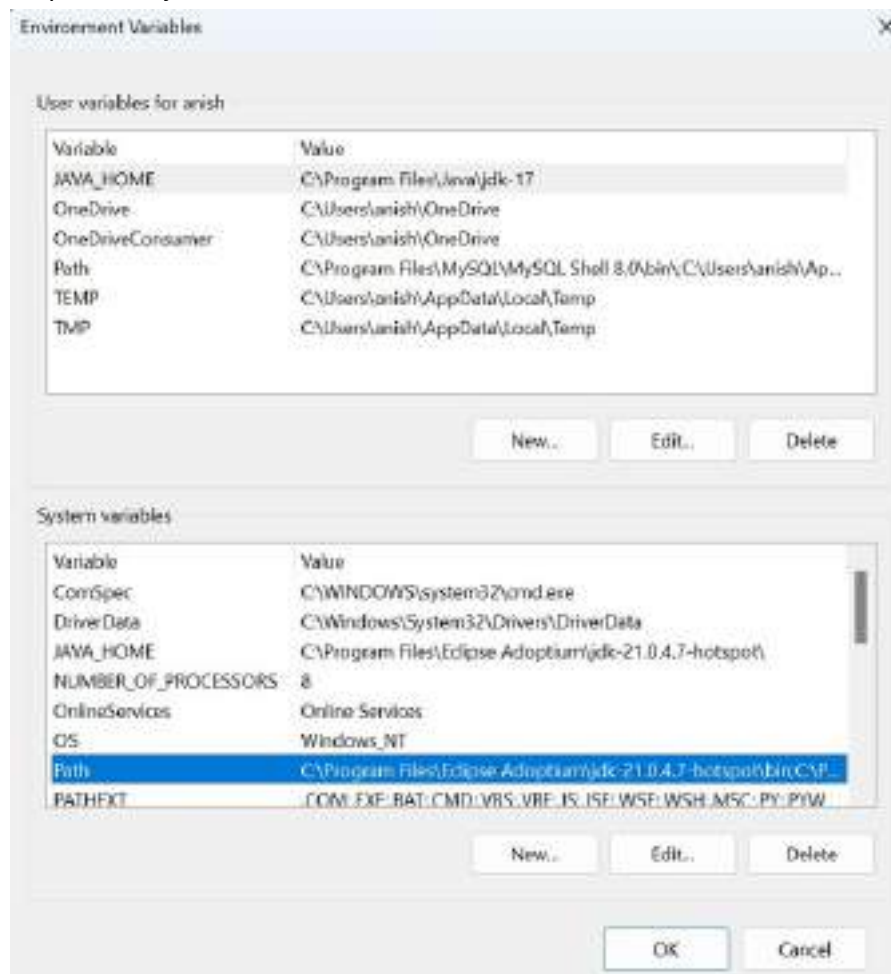 Environment Variables
User variables for anish
Variable Value
JAVA_HOME C:\Program Files\Java\jdk-17
OneDrive C:\Users\anish\OneDrive
OneDriveConsumer C:\Users\anish\OneDrive
Path C:\Program Files\MySQL\MySQL Shell 8.0\bin\;C:\Users\anish\Ap...
TEMP C:\Users\anish\AppData\Local\Temp
TMP C:\Users\anish\AppData\Local\Temp
New... Edit... Delete
System variables
Variable Value
ComSpec C:\WINDOWS\system32\cmd.exe
DriverData C:\Windows\System32\Drivers\DriverData
JAVA_HOME C:\Program Files\Eclipse Adoptium\jdk-21.0.4.7-hotspot\
NUMBER_OF_PROCESSORS 8
OnlineServices Online Services
OS Windows_NT
Path C:\Program Files\Eclipse Adoptium\jdk-21.0.4.7-hotspot\bin;C:\P...
PATHEXT .COM;.EXE;.BAT;.CMD;.VBS;.VBE;.JS;.JSE;.WSF;.WSH;.MSC;.PY;.PYW
New... Edit... Delete
OK Cancel